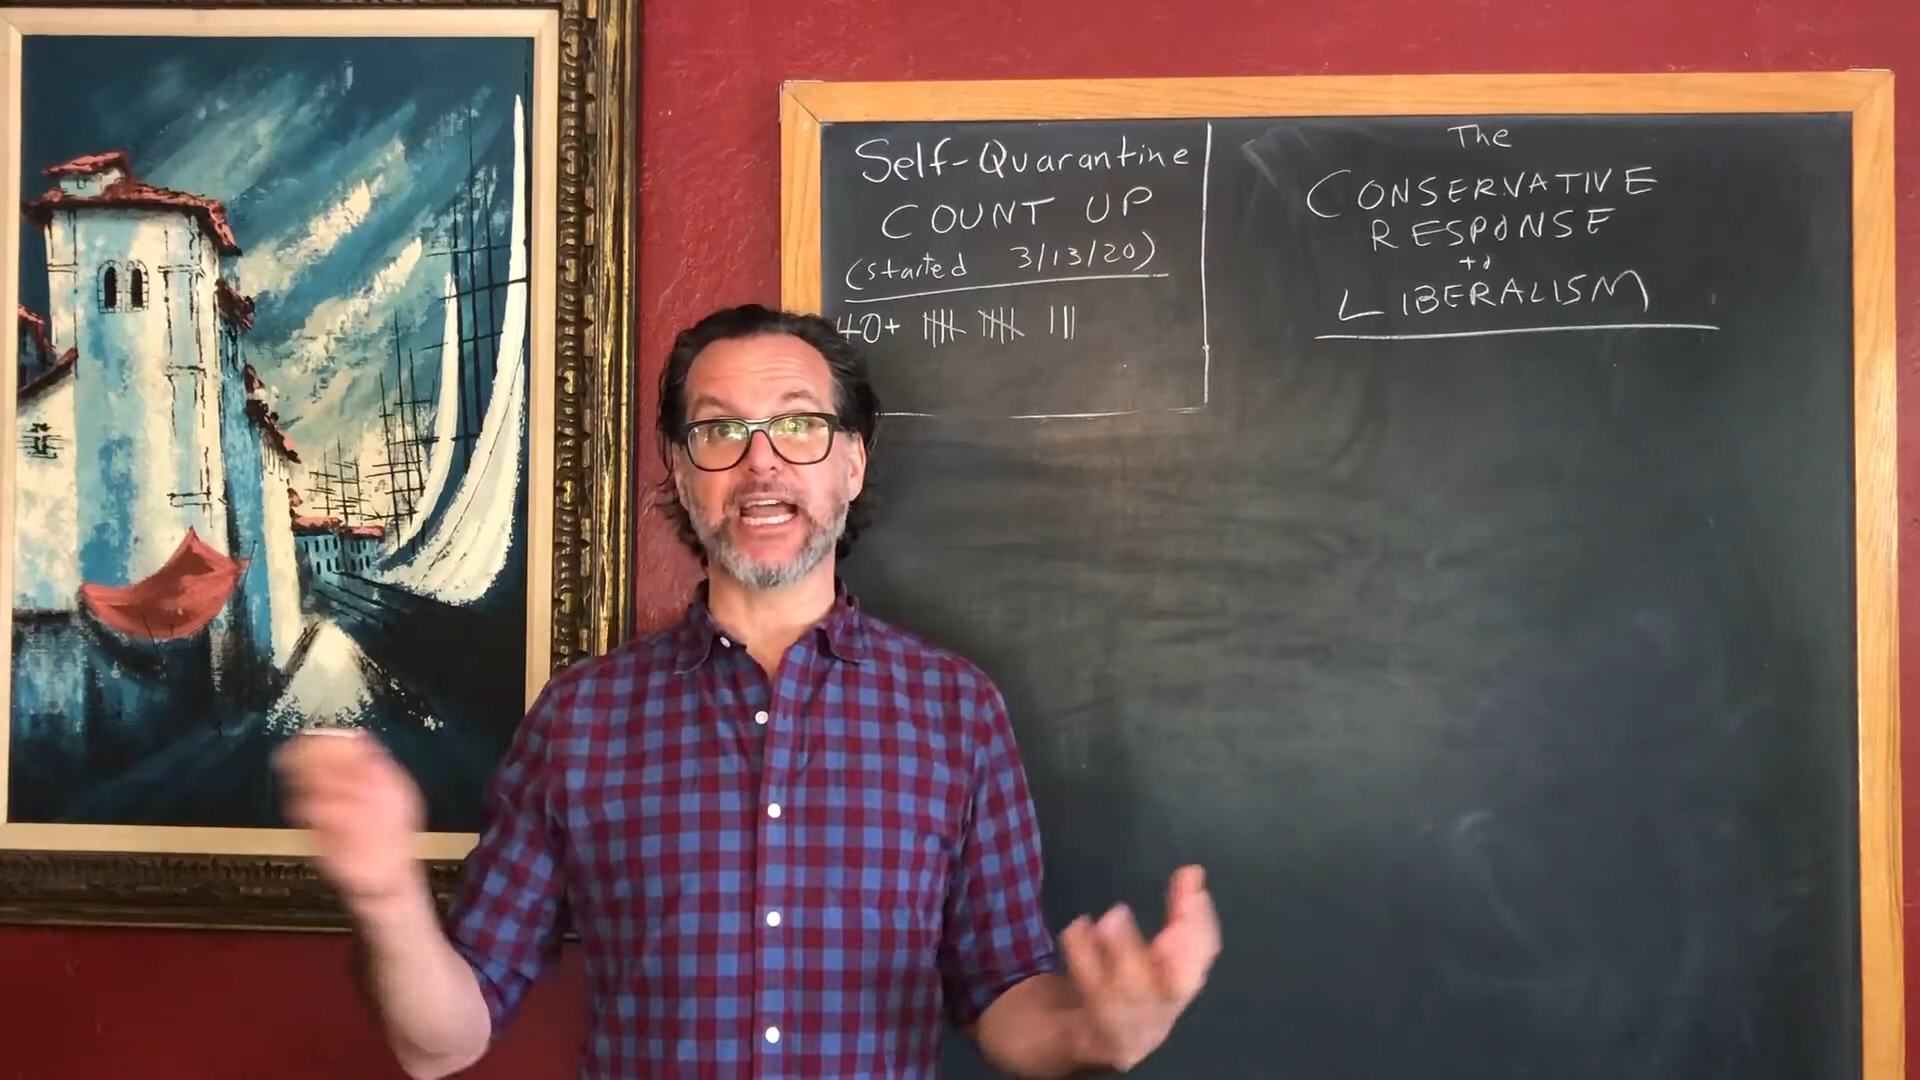 Self-Quarantine
COUNT UP
(started 3/13/20)
40+ |||| |||| |||
The
CONSERVATIVE
RESPONSE
to
LIBERALISM